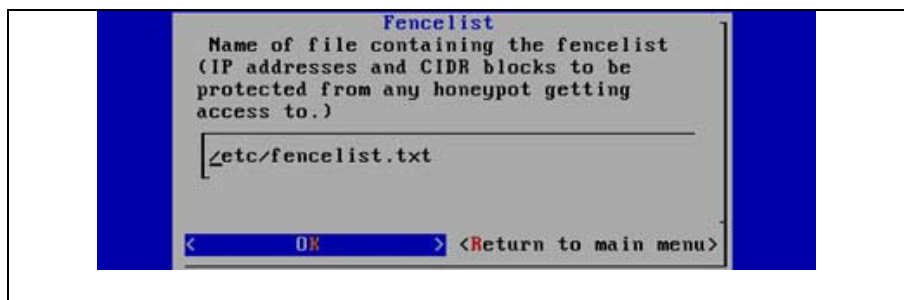 Fencelist
Name of file containing the fencelist
(IP addresses and CIDR blocks to be
protected from any honeypot getting
access to.)
/etc/fencelist.txt
< OK > <Return to main menu>